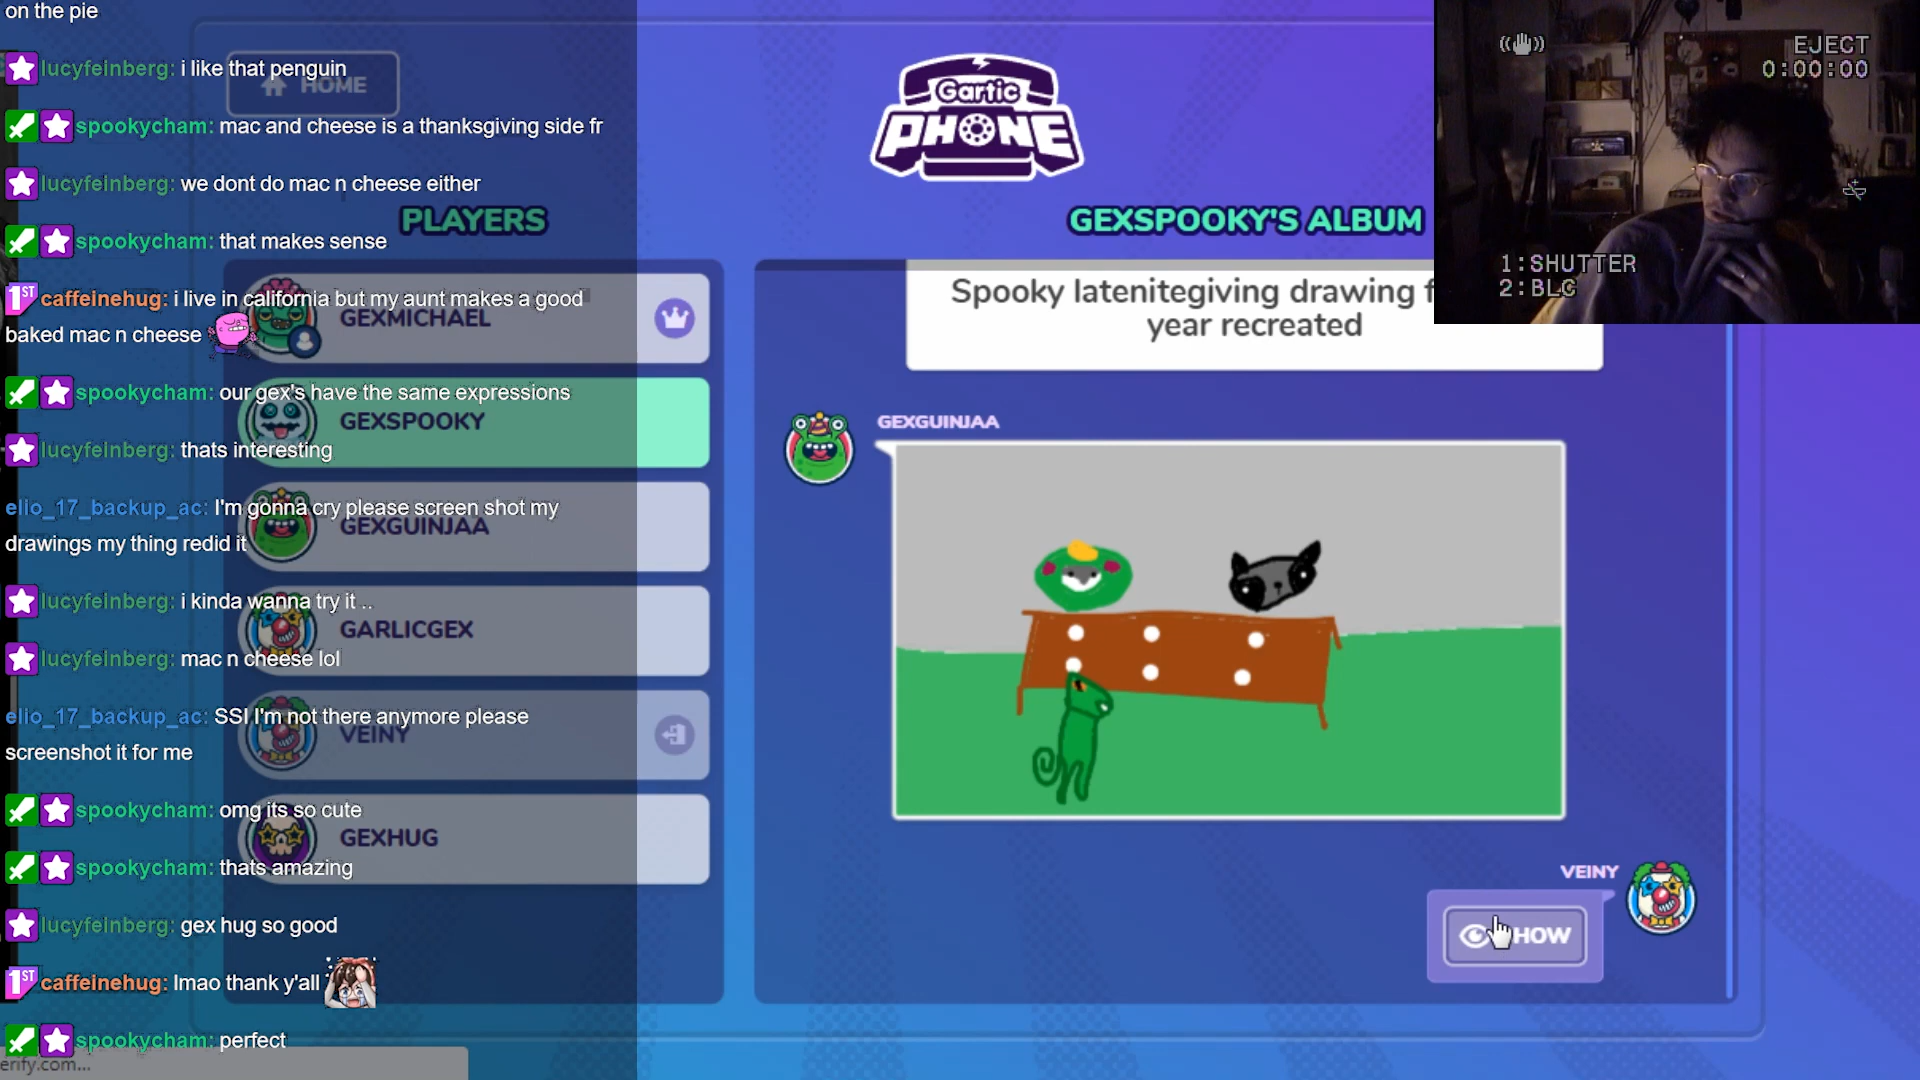 on the pie
lucyfeinberg: i like that penguin
spookycham: mac and cheese is a thanksgiving side fr
lucyfeinberg: we dont do mac n cheese either
spookycham: that makes sense
1ST caffeinehug: i live in california but my aunt makes a good
baked mac n cheese
spookycham: our gex's have the same expressions
lucyfeinberg: thats interesting
elio_17_backup_ac: I'm gonna cry please screen shot my
drawings my thing redid it
lucyfeinberg: i kinda wanna try it ..
lucyfeinberg: mac n cheese lol
elio_17_backup_ac: SSI I'm not there anymore please
screenshot it for me
spookycham: omg its so cute
spookycham: thats amazing
lucyfeinberg: gex hug so good
1ST caffeinehug: lmao thank y'all
spookycham: perfect
erify.com...
HOME
PLAYERS
GEXMICHAEL
GEXSPOOKY
GEXGUINJAA
GARLICGEX
VEINY
GEXHUG
Gartic
PHONE
GEXSPOOKY'S ALBUM
Spooky latenitegiving drawing f
year recreated
GEXGUINJAA
VEINY
HOW
EJECT
0:00:00
1:SHUTTER
2:BLC